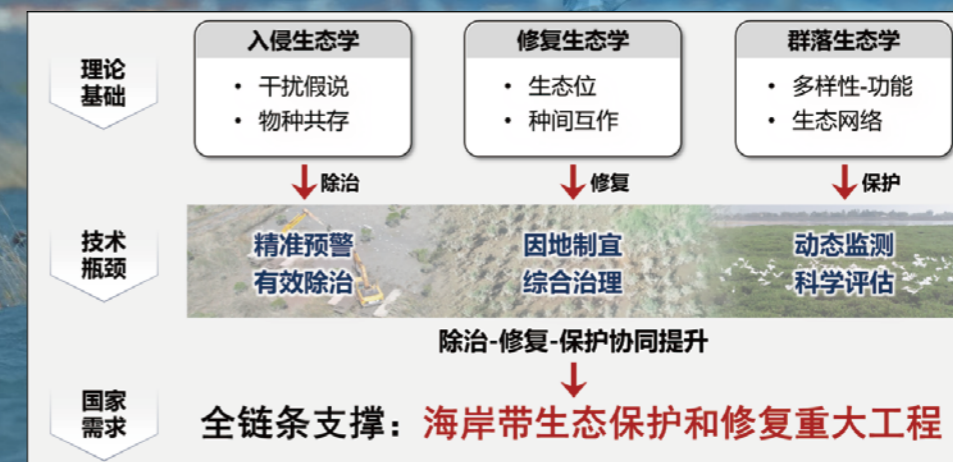 理论
基础
入侵生态学
• 干扰假说
• 物种共存
修复生态学
• 生态位
• 种间互作
群落生态学
• 多样性-功能
• 生态网络
除治
修复
保护
技术
瓶颈
精准预警
有效除治
因地制宜
综合治理
动态监测
科学评估
除治-修复-保护协同提升
国家
需求
全链条支撑：海岸带生态保护和修复重大工程